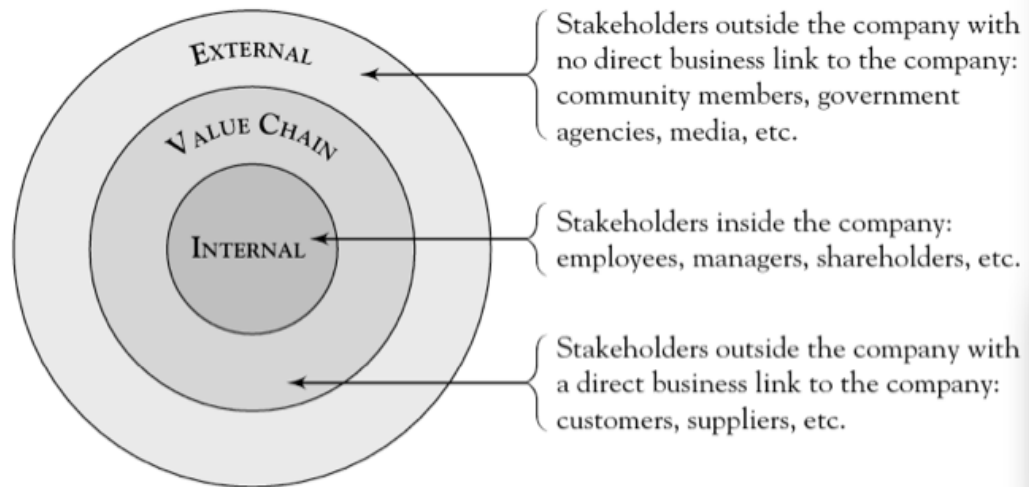 EXTERNAL
VALUE CHAIN
INTERNAL
Stakeholders outside the company with
no direct business link to the company:
community members, government
agencies, media, etc.
Stakeholders inside the company:
employees, managers, shareholders, etc.
Stakeholders outside the company with
a direct business link to the company:
customers, suppliers, etc.